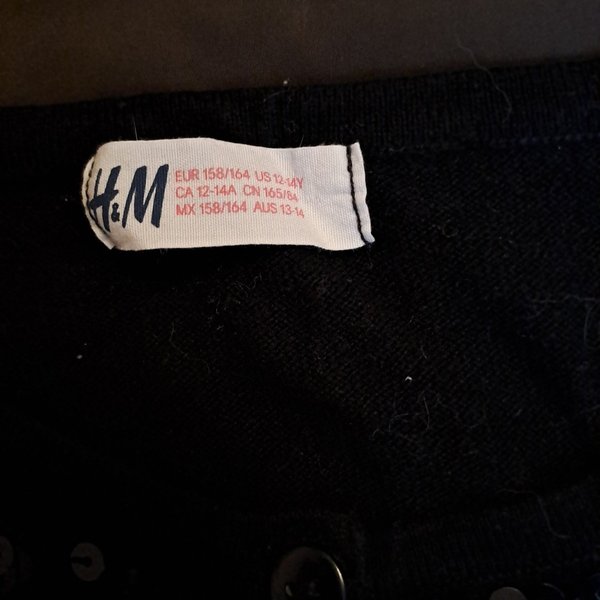 H&M
EUR 158/164 US 12-14Y
CA 12-14A CN 165/84
MX 158/164 AUS 13-14